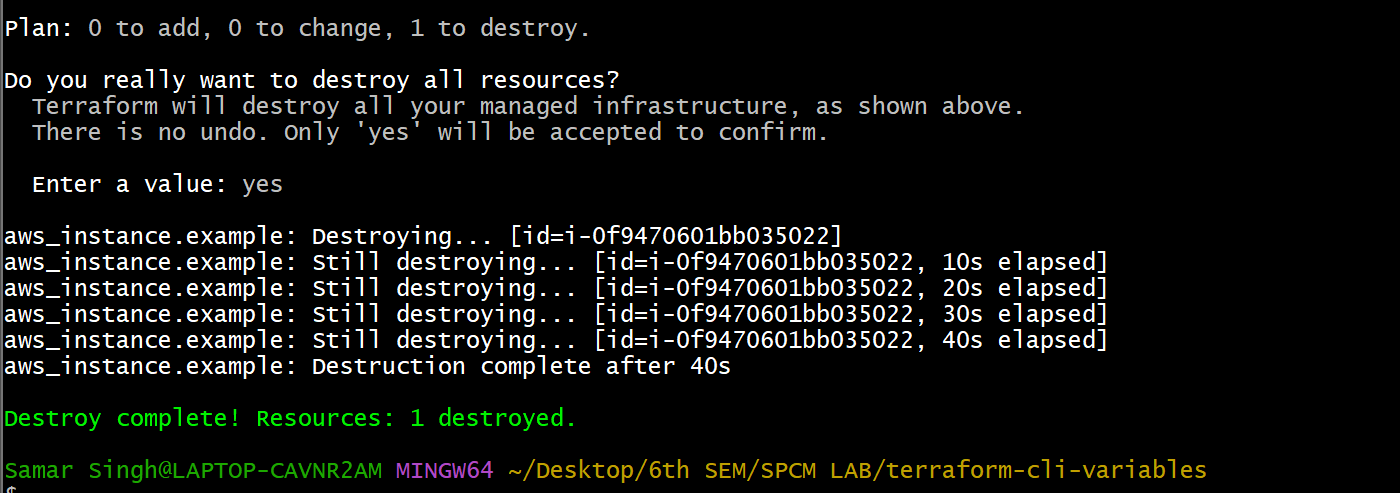 Plan: 0 to add, 0 to change, 1 to destroy.
Do you really want to destroy all resources?
Terraform will destroy all your managed infrastructure, as shown above.
There is no undo. Only 'yes' will be accepted to confirm.
Enter a value: yes
aws_instance.example: Destroying... [id=i-0f9470601bb035022]
aws_instance.example: Still destroying... [id=i-0f9470601bb035022, 10s elapsed]
aws_instance.example: Still destroying... [id=i-0f9470601bb035022, 20s elapsed]
aws_instance.example: Still destroying... [id=i-0f9470601bb035022, 30s elapsed]
aws_instance.example: Still destroying... [id=i-0f9470601bb035022, 40s elapsed]
aws_instance.example: Destruction complete after 40s
Destroy complete! Resources: 1 destroyed.
Samar Singh@LAPTOP-CAVNR2AM MINGW64 ~/Desktop/6th SEM/SPCM LAB/terraform-cli-variables
$